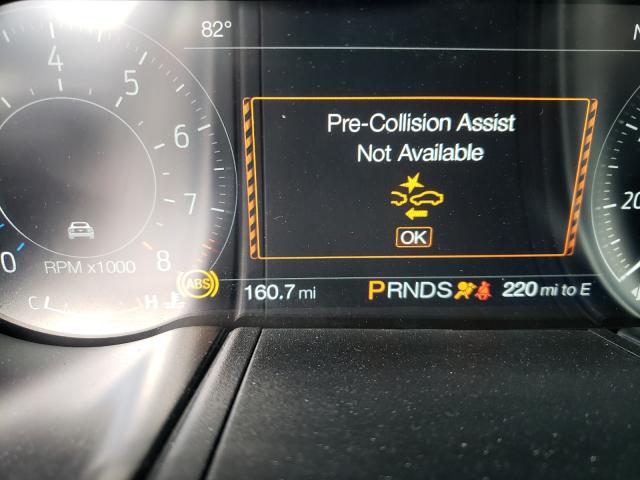 82°
N
4
5
6
7
8
0
RPM x1000
20
Pre-Collision Assist
Not Available
OK
C
H
ABS
160.7 mi
PRNDS
220 mi to E